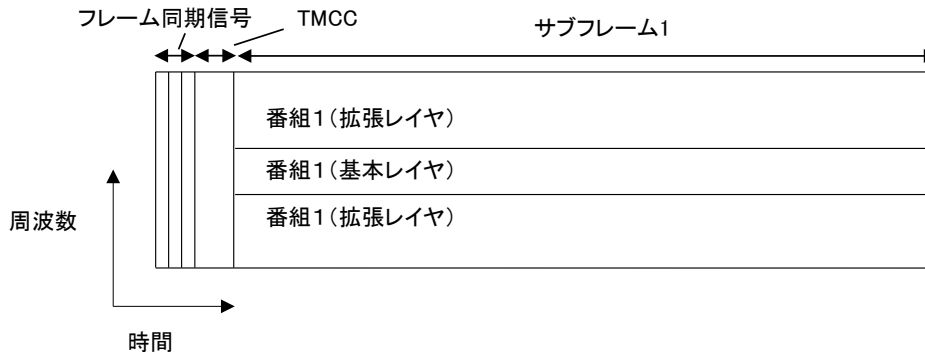 フレーム同期信号
TMCC
サブフレーム1
番組1(拡張レイヤ)
番組1(基本レイヤ)
番組1(拡張レイヤ)
周波数
時間